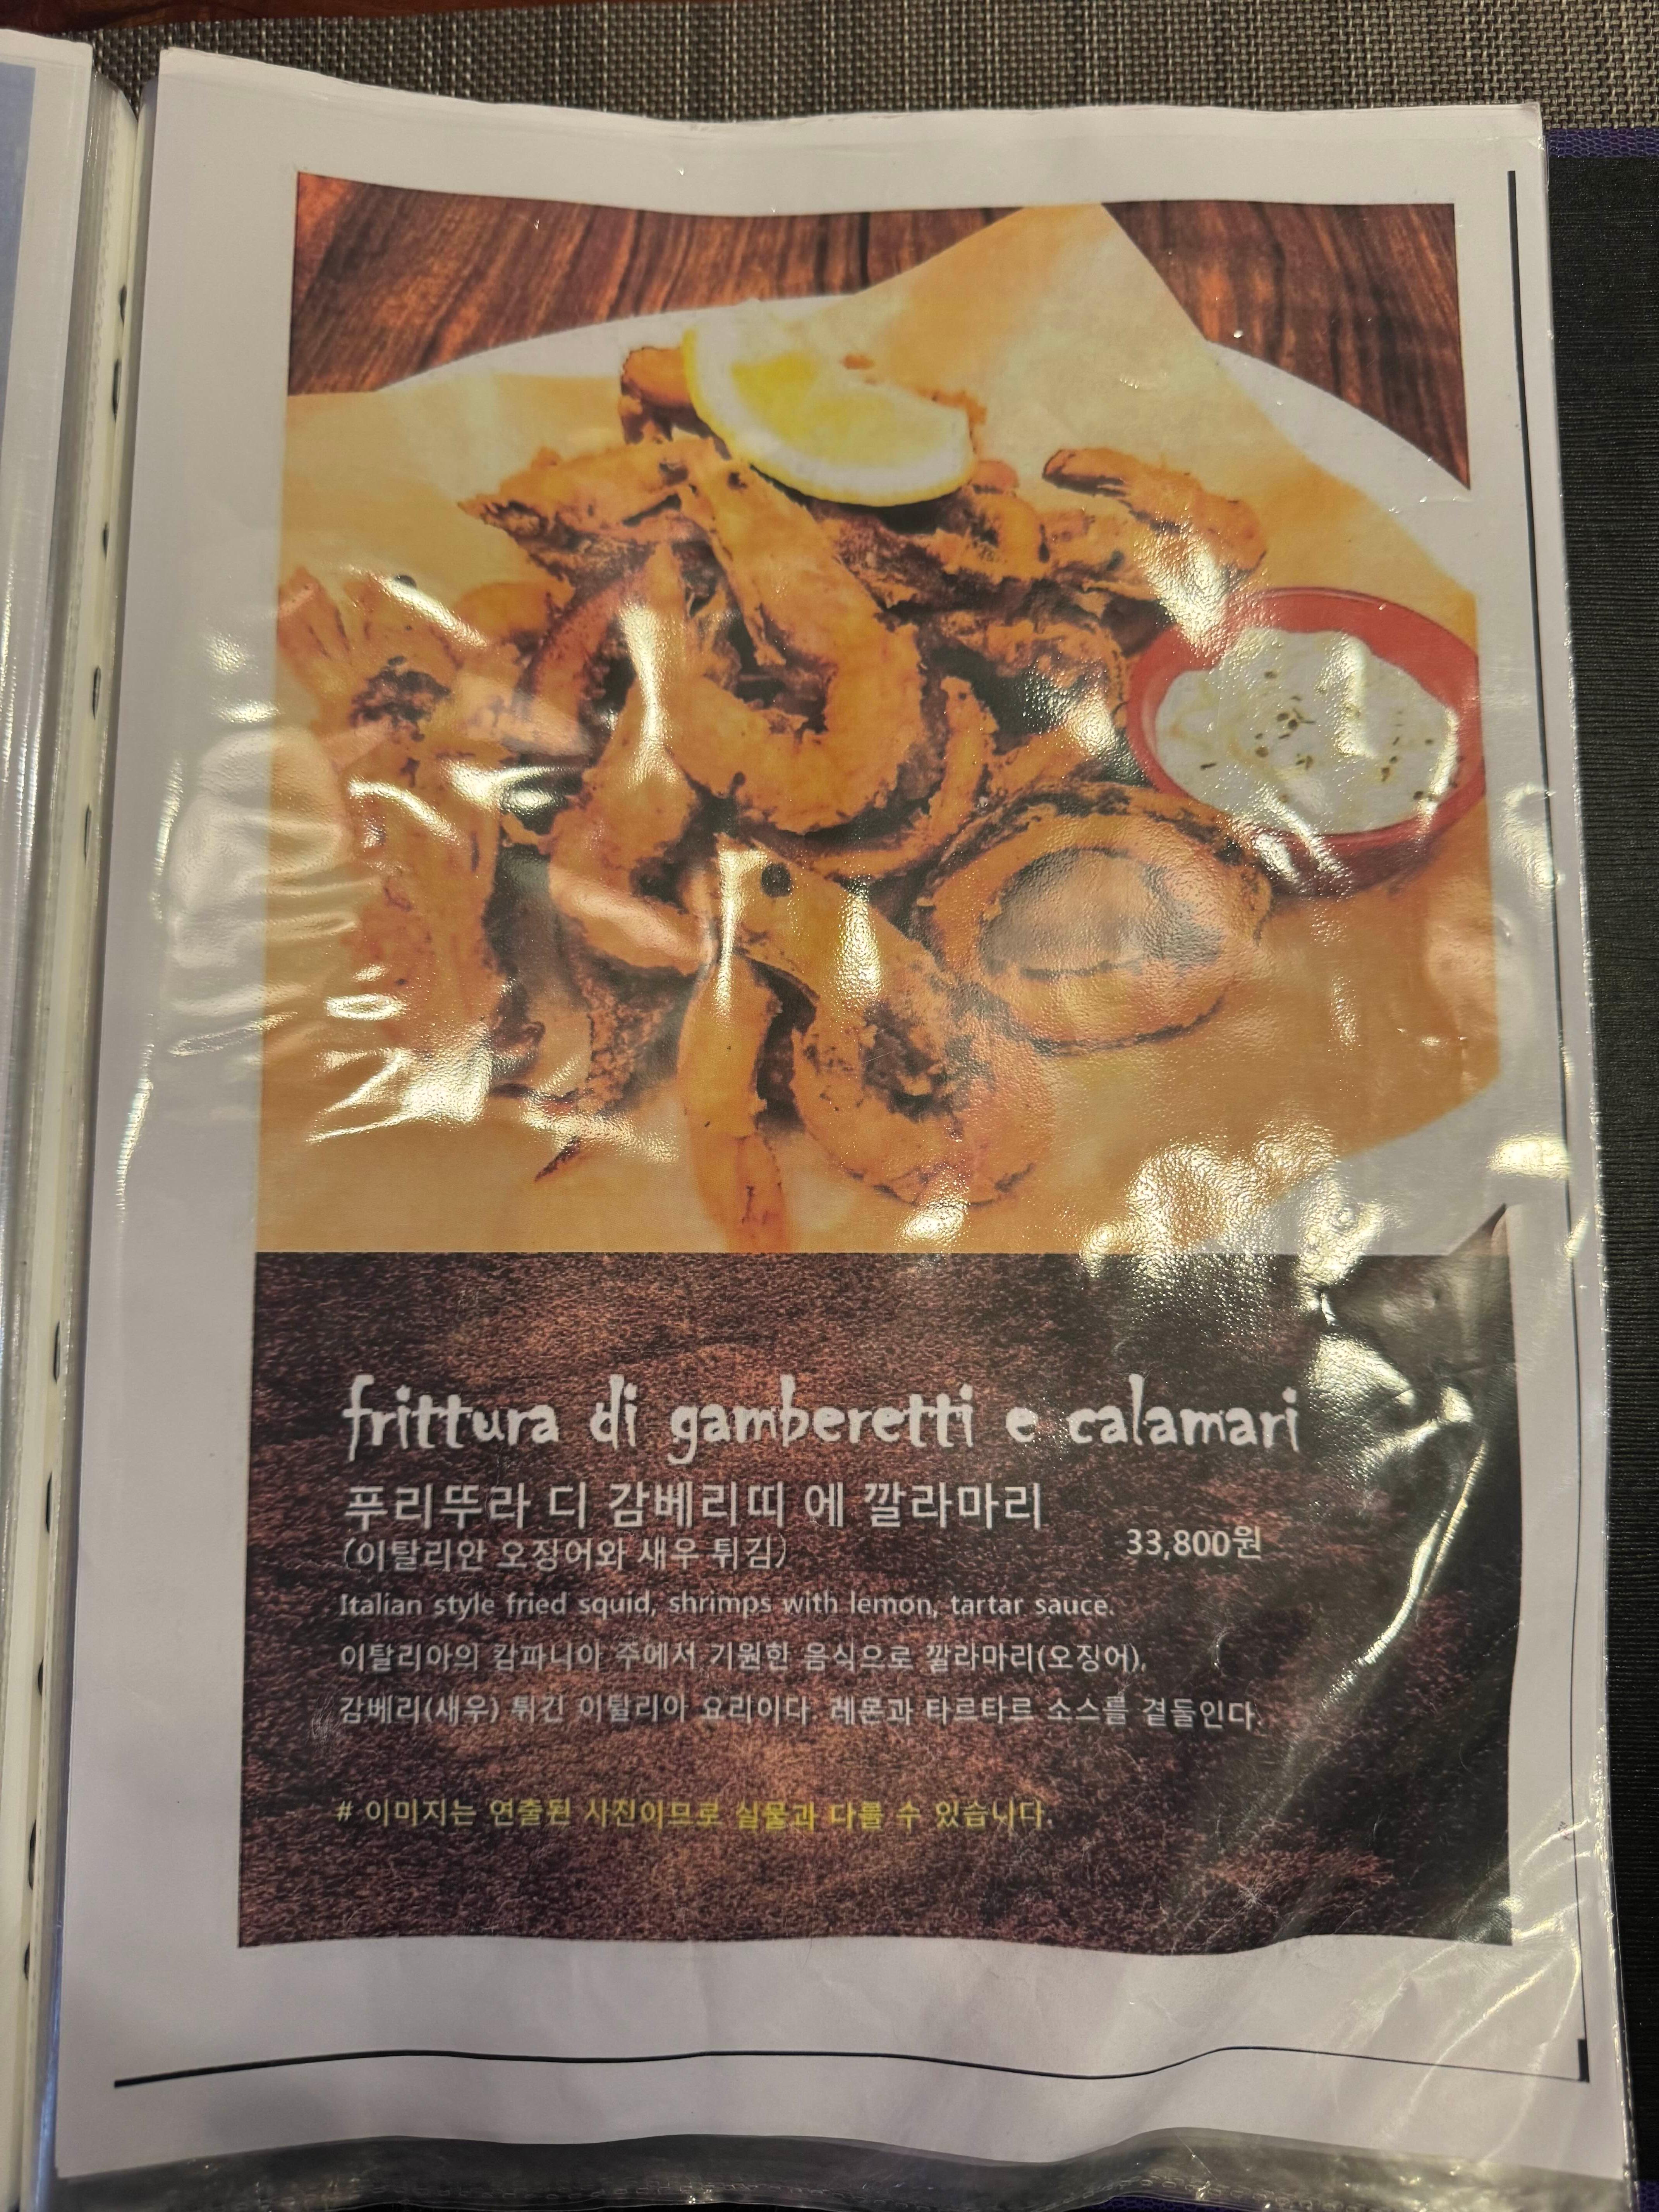 frittura di gamberetti e calamari
푸리뚜라 디 감베리띠 에 깔라마리
(이탈리안 오징어와 새우 튀김)
33,800원
Italian style fried squid, shrimps with lemon, tartar sauce.
이탈리아의 캄파니아 주에서 기원한 음식으로 깔라마리(오징어),
감베리(새우) 튀긴 이탈리아 요리이다. 레몬과 타르타르 소스를 곁들인다.
# 이미지는 연출된 사진이므로 실물과 다를 수 있습니다.